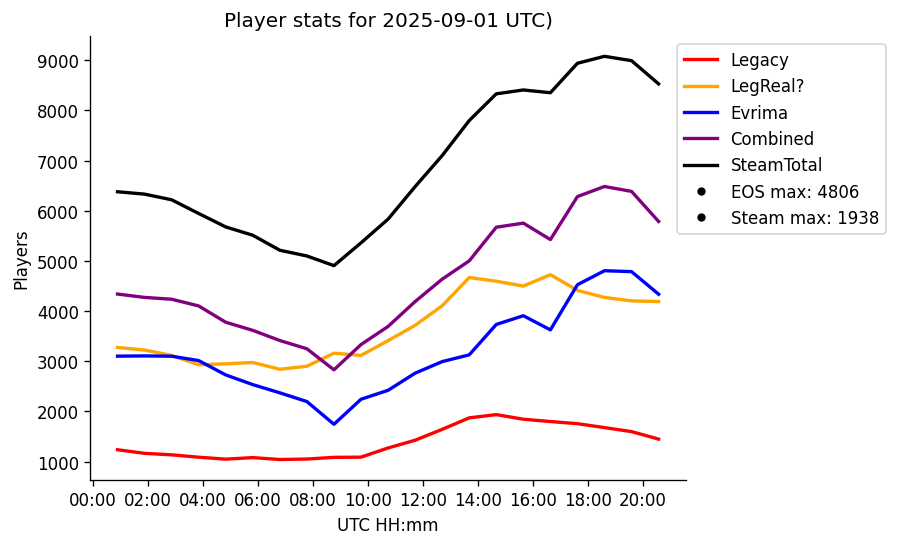 Player stats for 2025-09-01 UTC)
9000
8000
7000
6000
5000
4000
3000
2000
1000
Players
00:00 02:00 04:00 06:00 08:00 10:00 12:00 14:00 16:00 18:00 20:00
UTC HH:mm
Legacy
LegReal?
Evrima
Combined
SteamTotal
EOS max: 4806
Steam max: 1938